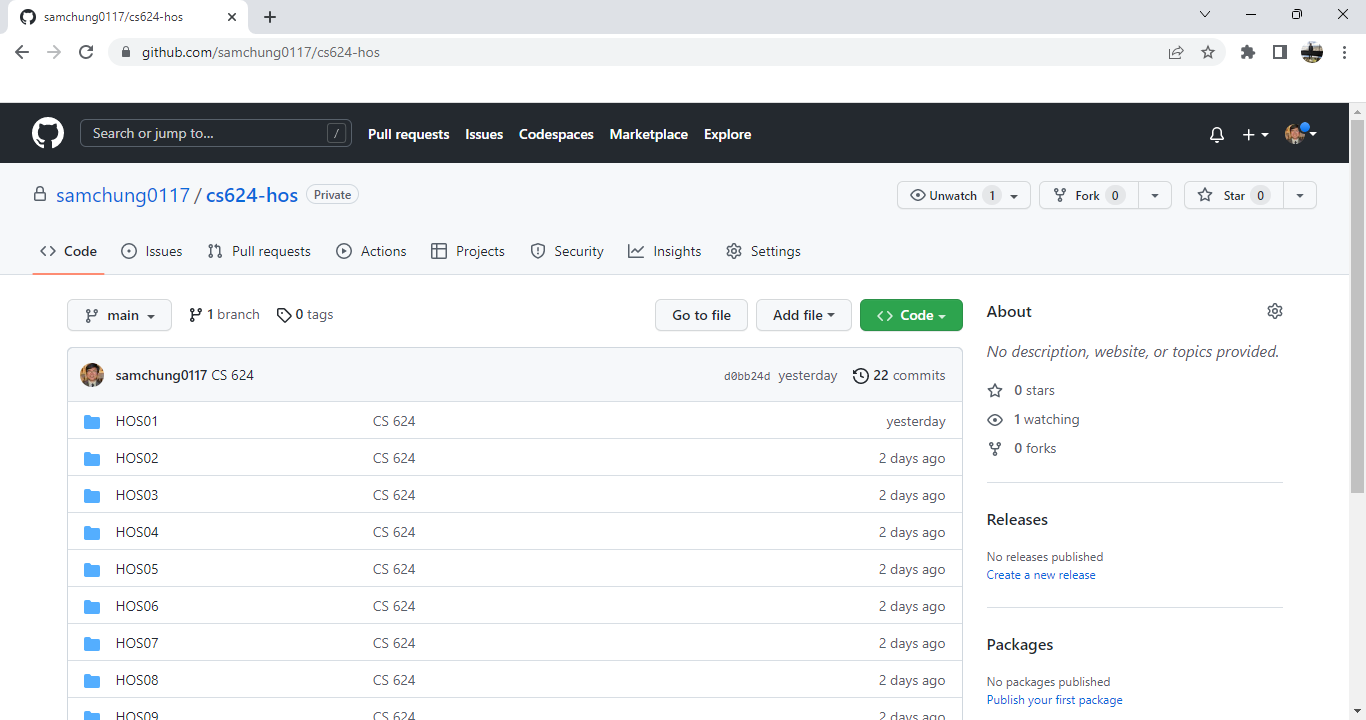 samchung0117/cs624-hos
github.com/samchung0117/cs624-hos
Search or jump to... / Pull requests Issues Codespaces Marketplace Explore
samchung0117 / cs624-hos Private Unwatch 1 Fork 0 Star 0
Code Issues Pull requests Actions Projects Security Insights Settings
main 1 branch 0 tags Go to file Add file Code
samchung0117 CS 624 d0bb24d yesterday 22 commits
HOS01 CS 624 yesterday
HOS02 CS 624 2 days ago
HOS03 CS 624 2 days ago
HOS04 CS 624 2 days ago
HOS05 CS 624 2 days ago
HOS06 CS 624 2 days ago
HOS07 CS 624 2 days ago
HOS08 CS 624 2 days ago
HOS09 CS 624 2 days ago
About
No description, website, or topics provided.
0 stars
1 watching
0 forks
Releases
No releases published
Create a new release
Packages
No packages published
Publish your first package